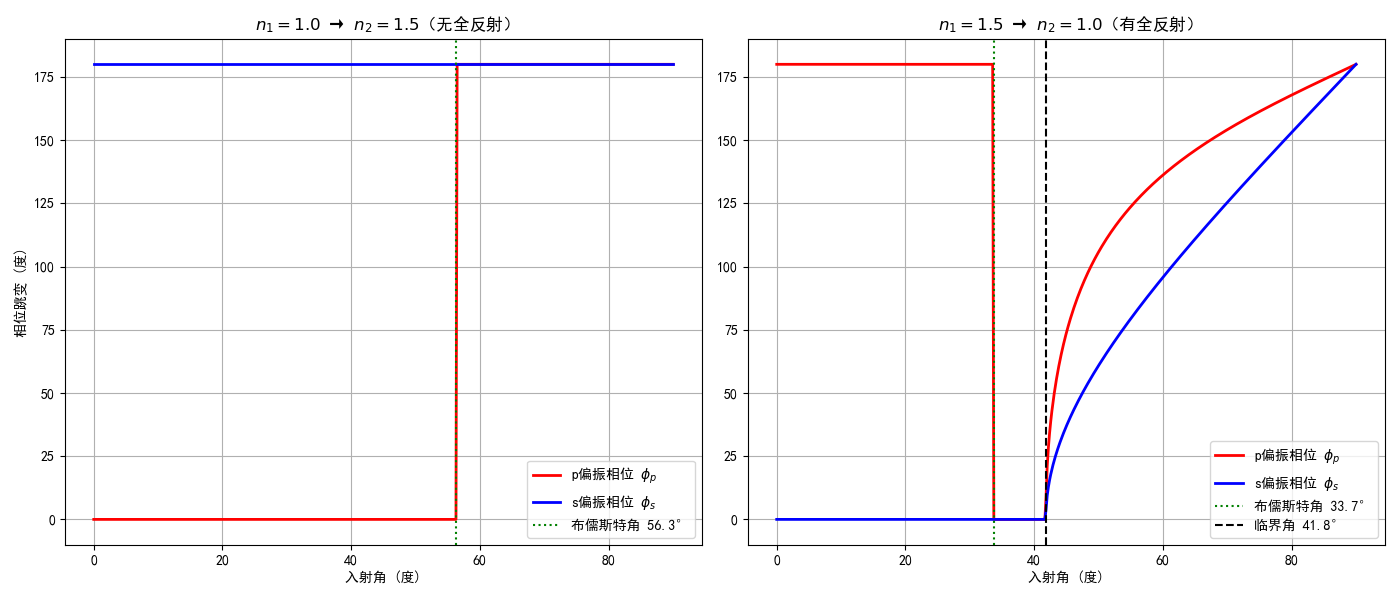 n₁ = 1.0 → n₂ = 1.5（无全反射）
相位跳变 (度)
175
150
125
100
75
50
25
0
p偏振相位 ϕₚ
s偏振相位 ϕₛ
布儒斯特角 56.3°
0 20 40 60 80
入射角 (度)
n₁ = 1.5 → n₂ = 1.0（有全反射）
175
150
125
100
75
50
25
0
p偏振相位 ϕₚ
s偏振相位 ϕₛ
布儒斯特角 33.7°
临界角 41.8°
0 20 40 60 80
入射角 (度)